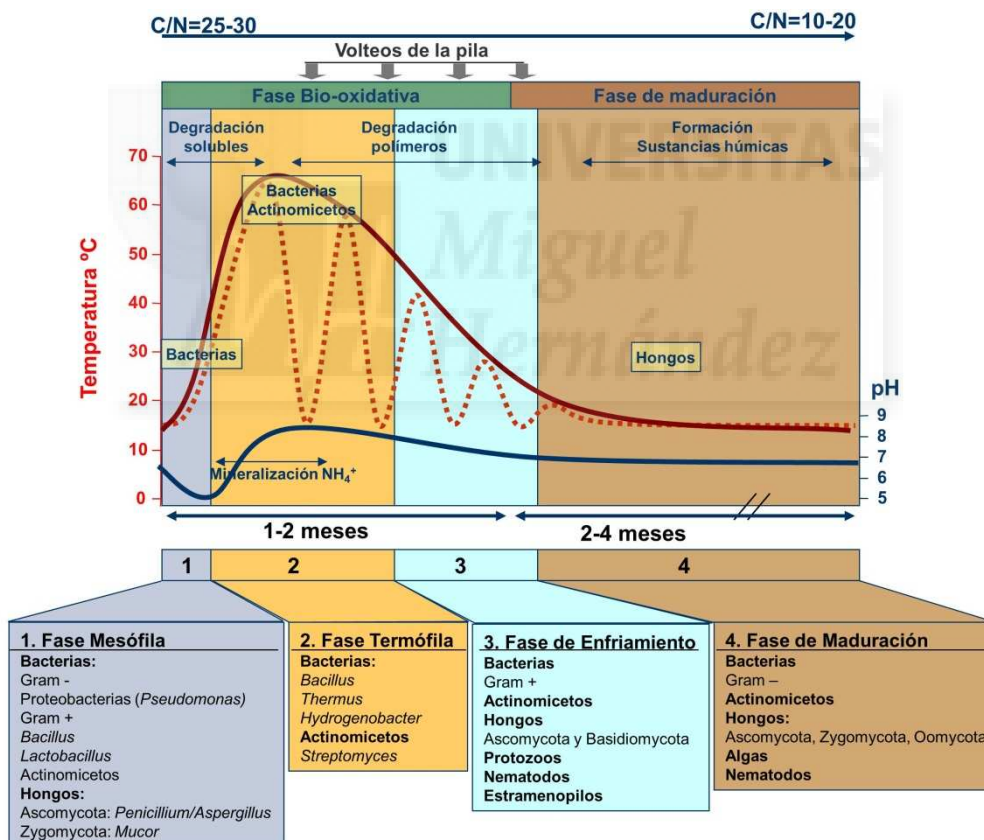 C/N=25-30
C/N=10-20
Volteos de la pila
Fase Bio-oxidativa
Fase de maduración
Degradación
solubles
Degradación
polímeros
Formación
Sustancias húmicas
UNIVERSITAS
Miguel
Hernández
Temperatura ºC
70
60
50
40
30
20
10
0
Bacterias
Actinomicetos
Bacterias
Hongos
pH
9
8
7
6
5
Mineralización NH₄⁺
1-2 meses
2-4 meses
1
2
3
4
1. Fase Mesófila
Bacterias:
Gram -
Proteobacterias (Pseudomonas)
Gram +
Bacillus
Lactobacillus
Actinomicetos
Hongos:
Ascomycota: Penicillium/Aspergillus
Zygomycota: Mucor
2. Fase Termófila
Bacterias:
Bacillus
Thermus
Hydrogenobacter
Actinomicetos
Streptomyces
3. Fase de Enfriamiento
Bacterias
Gram +
Actinomicetos
Hongos
Ascomycota y Basidiomycota
Protozoos
Nematodos
Estramenopilos
4. Fase de Maduración
Bacterias
Gram –
Actinomicetos
Hongos:
Ascomycota, Zygomycota, Oomycota
Algas
Nematodos